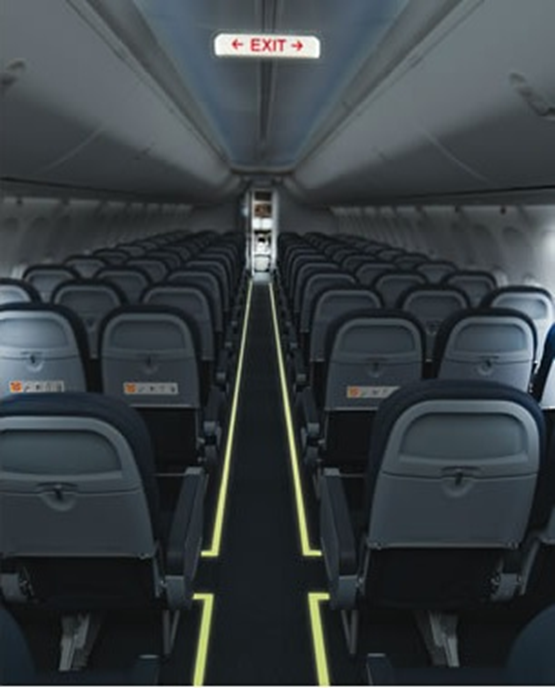 ← EXIT →